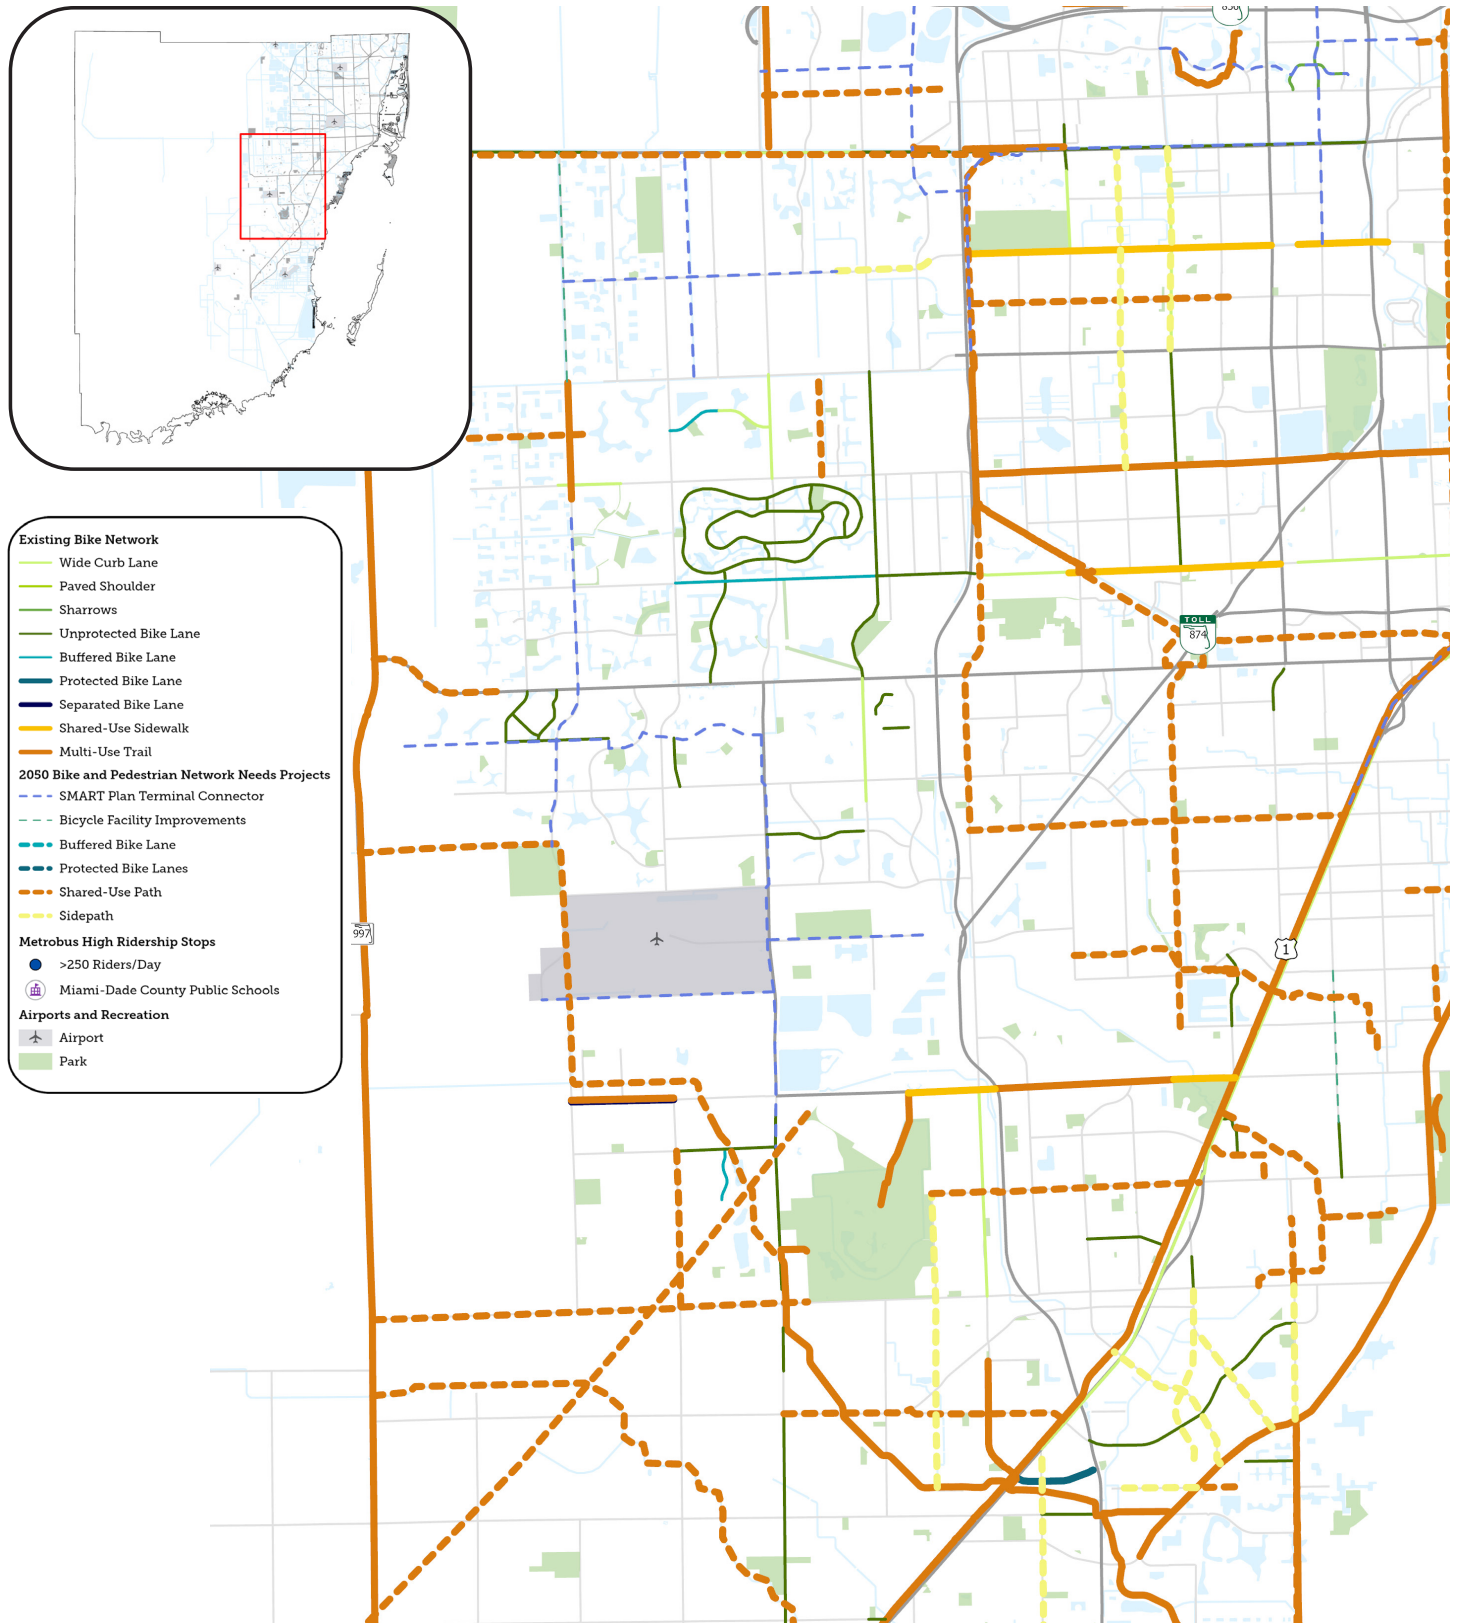 Existing Bike Network
Wide Curb Lane
Paved Shoulder
Sharrows
Unprotected Bike Lane
Buffered Bike Lane
Protected Bike Lane
Separated Bike Lane
Shared-Use Sidewalk
Multi-Use Trail
2050 Bike and Pedestrian Network Needs Projects
SMART Plan Terminal Connector
Bicycle Facility Improvements
Buffered Bike Lane
Protected Bike Lanes
Shared-Use Path
Sidepath
Metrobus High Ridership Stops
>250 Riders/Day
Miami-Dade County Public Schools
Airports and Recreation
Airport
Park
TOLL
874
997
1